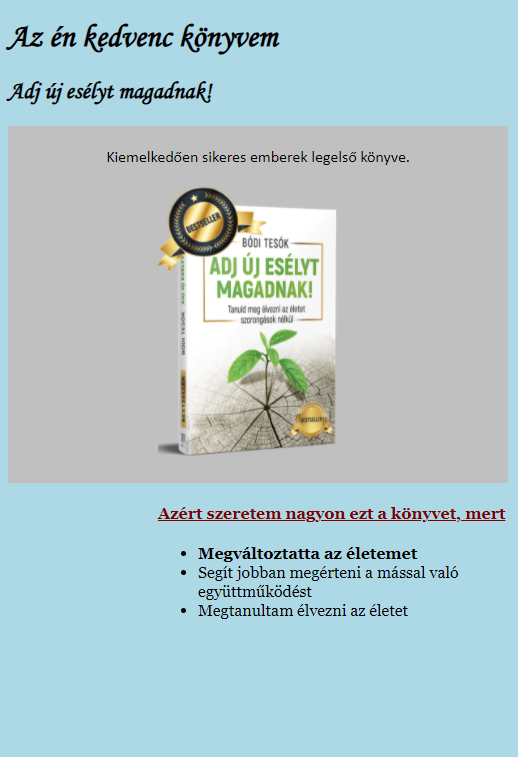 Az én kedvenc könyvem
Adj új esélyt magadnak!
Kiemelkedően sikeres emberek legelső könyve.
BESTSELLER
BÓDI TESÓK
ADJ ÚJ ESÉLYT
MAGADNAK!
Tanuld meg élvezni az életet
szorongások nélkül
BESTSELLER
Azért szeretem nagyon ezt a könyvet, mert
Megváltoztatta az életemet
Segít jobban megérteni a mással való
együttműködést
Megtanultam élvezni az életet